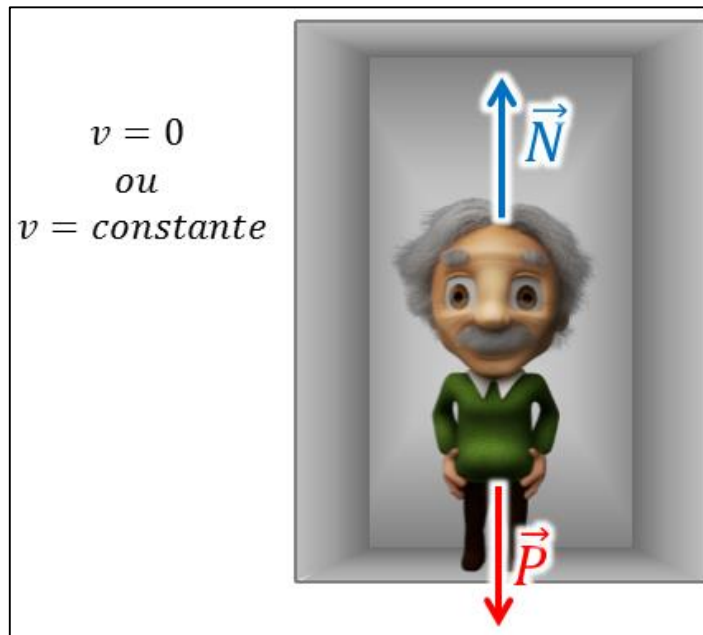 v = 0
ou
v = constante
N⃗
P⃗